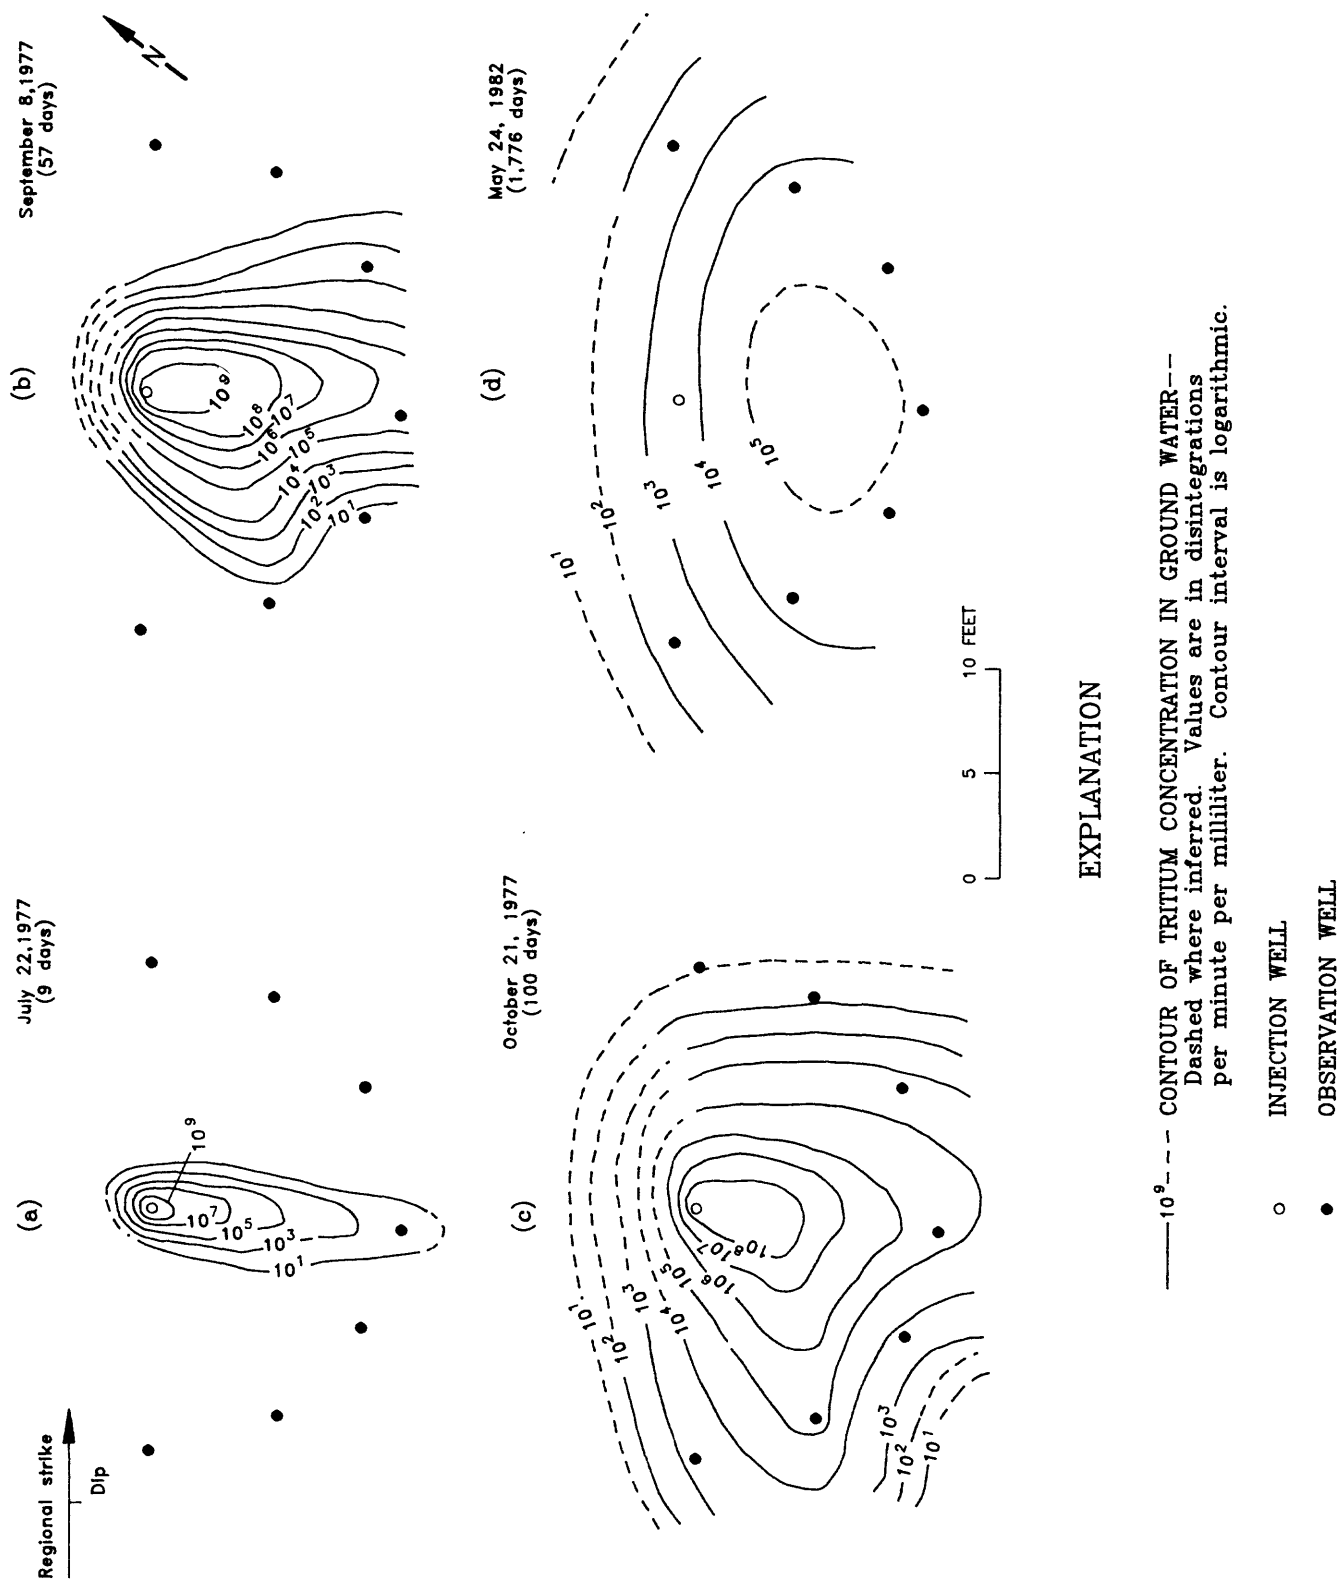 Regional strike
Dip
(a)
July 22,1977
(9 days)
10⁹
10⁷
10⁵
10³
10¹
(b)
September 8,1977
(57 days)
N
10⁹
10⁸
10⁷
10⁶
10⁵
10⁴
10³
10²
10¹
(c)
October 21, 1977
(100 days)
10¹
10²
10³
10⁴
10⁵
10⁶
10⁷
10⁸
10³
10²
10¹
(d)
May 24, 1982
(1,776 days)
10¹
10²
10³
10⁴
10⁵
0 5 10 FEET
EXPLANATION
—10⁹--- CONTOUR OF TRITIUM CONCENTRATION IN GROUND WATER--
Dashed where inferred. Values are in disintegrations
per minute per milliliter. Contour interval is logarithmic.
INJECTION WELL
OBSERVATION WELL